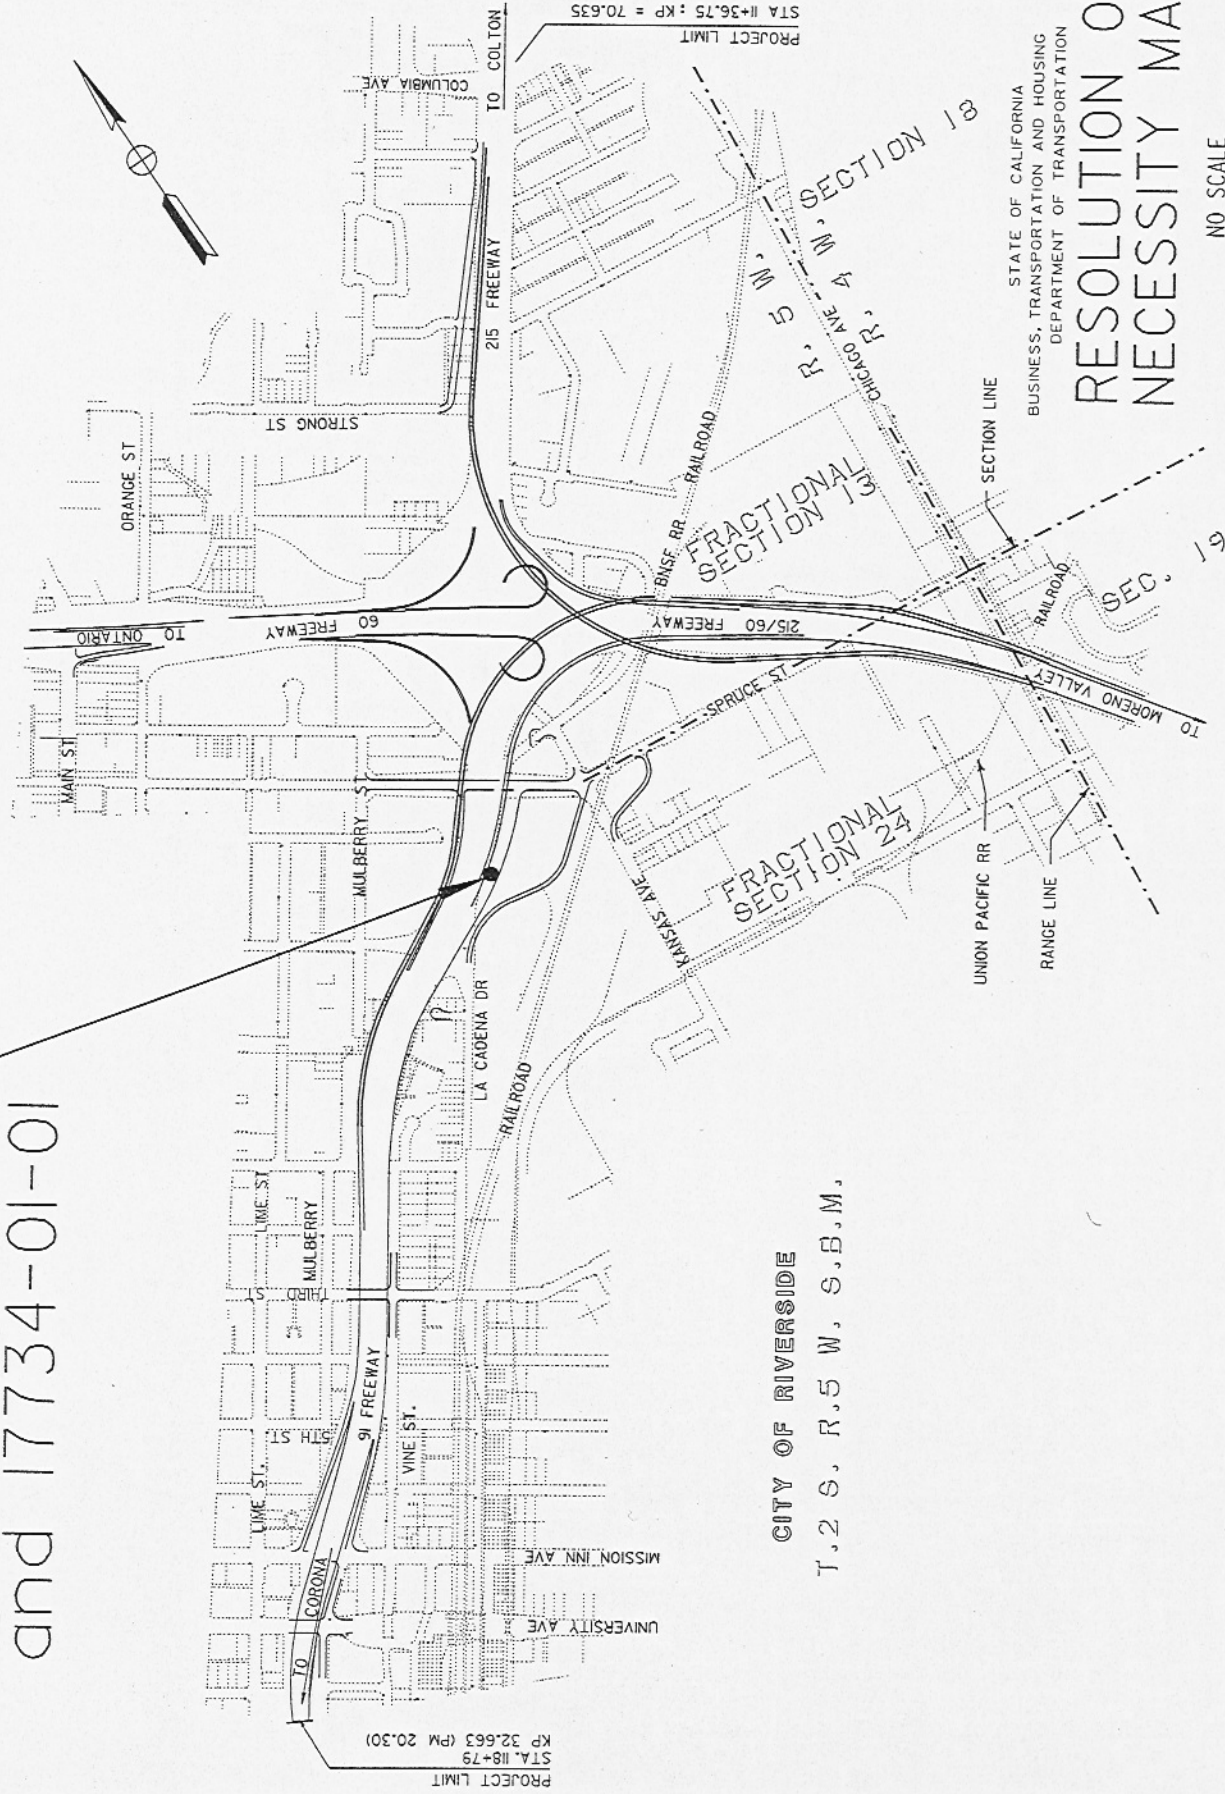 and 17734-01-01
PROJECT LIMIT
STA 11+36.75 ; KP = 70.635
TO COLTON
COLUMBIA AVE
215 FREEWAY
STRONG ST
ORANGE ST
TO ONTARIO
60 FREEWAY
MAIN ST
MULBERRY ST
BNSF RR
RAILROAD
215/60 FREEWAY
SPRUCE ST
R. 5 W.
R. 4 W.
CHICAGO AVE
SECTION 18
FRACTIONAL
SECTION 13
SECTION LINE
SEC. 19
RAILROAD
TO MORENO VALLEY
FRACTIONAL
SECTION 24
KANSAS AVE
UNION PACIFIC RR
RANGE LINE
LA CADENA DR
RAILROAD
LIME ST
MULBERRY
THIRD ST
91 FREEWAY
5TH ST
VINE ST.
LIME ST.
MISSION INN AVE
UNIVERSITY AVE
TO CORONA
PROJECT LIMIT
STA. 118+79
KP 32.663 (PM 20.30)
CITY OF RIVERSIDE
T.2 S. R.5 W. S.B.M.
STATE OF CALIFORNIA
BUSINESS, TRANSPORTATION AND HOUSING
DEPARTMENT OF TRANSPORTATION
RESOLUTION O
NECESSITY MA
NO SCALE